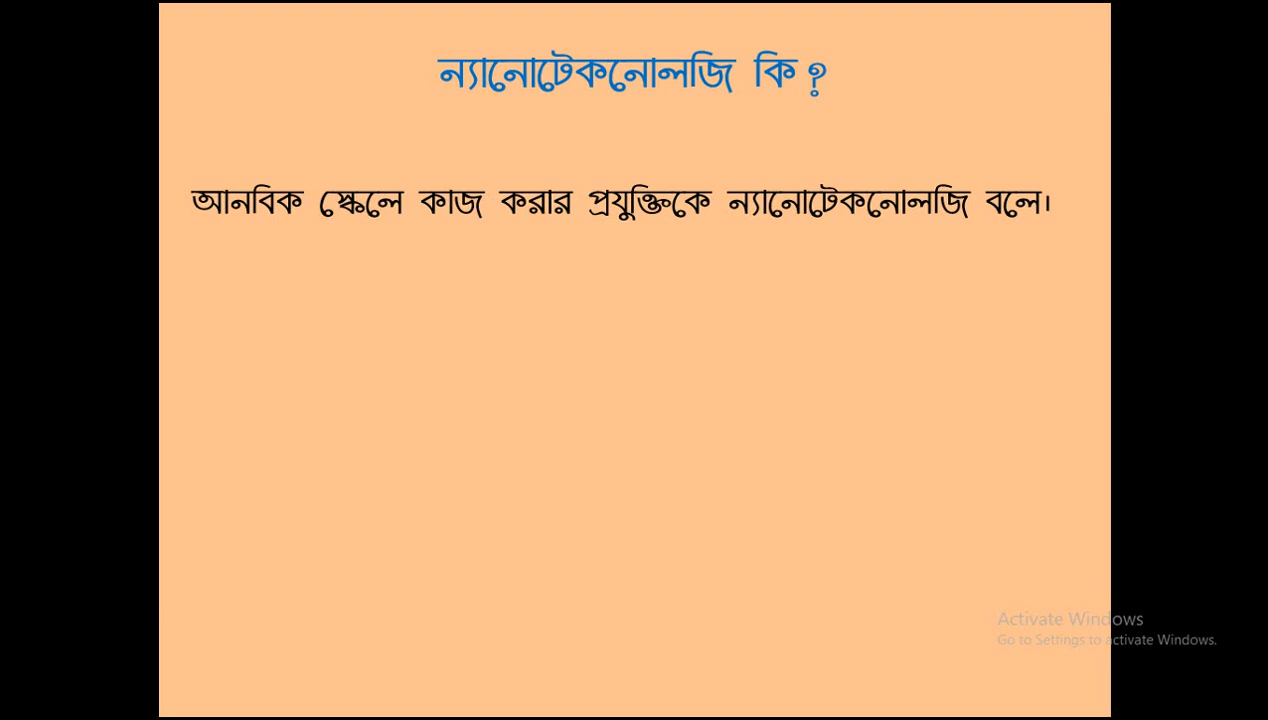 ন্যানোটেকনোলজি কি ?
আনবিক স্কেলে কাজ করার প্রযুক্তিকে ন্যানোটেকনোলজি বলে।
Activate Windows
Go to Settings to activate Windows.